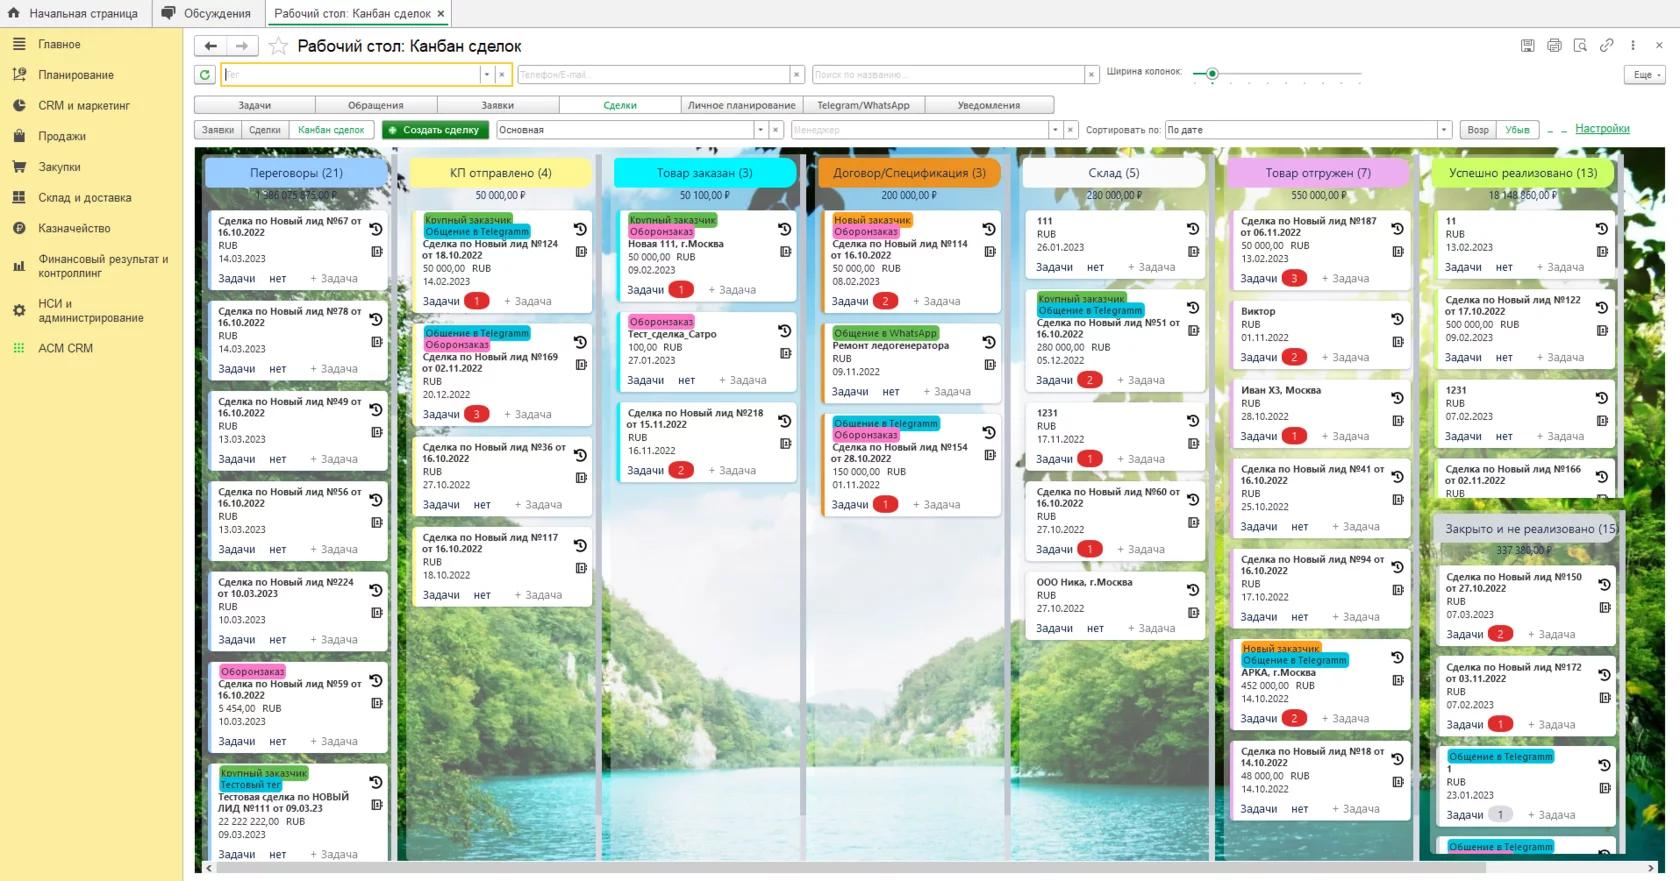 Начальная страница
Обсуждения
Рабочий стол: Канбан сделок ×
Главное
Планирование
CRM и маркетинг
Продажи
Закупки
Склад и доставка
Казначейство
Финансовый результат и
контроллинг
НСИ и
администрирование
ACM CRM
Рабочий стол: Канбан сделок
Тег
Телефон/E-mail...
Поиск по названию...
Ширина колонок:
Еще
Задачи
Обращения
Заявки
Сделки
Личное планирование
Telegram/WhatsApp
Уведомления
Заявки
Сделки
Канбан сделок
Создать сделку
Основная
Менеджер
Сортировать по:
По дате
Возр
Убыв
Настройки
Переговоры (21)
1 386 075 875,00 ₽
Сделка по Новый лид №67 от
16.10.2022
RUB
14.03.2023
Задачи нет + Задача
Сделка по Новый лид №78 от
16.10.2022
RUB
14.03.2023
Задачи нет + Задача
Сделка по Новый лид №49 от
16.10.2022
RUB
13.03.2023
Задачи нет + Задача
Сделка по Новый лид №56 от
16.10.2022
RUB
13.03.2023
Задачи нет + Задача
Сделка по Новый лид №224
от 10.03.2023
RUB
10.03.2023
Задачи нет + Задача
Оборонзаказ
Сделка по Новый лид №59 от
16.10.2022
5 454,00 RUB
10.03.2023
Задачи нет + Задача
Крупный заказчик
Тестовый тег
Тестовая сделка по НОВЫЙ
ЛИД №111 от 09.03.23
22 222 222,00 RUB
09.03.2023
Задачи нет + Задача
КП отправлено (4)
50 000,00 ₽
Крупный заказчик
Общение в Telegramm
Сделка по Новый лид №124
от 18.10.2022
50 000,00 RUB
14.02.2023
Задачи 1 + Задача
Общение в Telegramm
Оборонзаказ
Сделка по Новый лид №169
от 02.11.2022
RUB
20.12.2022
Задачи 3 + Задача
Сделка по Новый лид №36 от
16.10.2022
RUB
27.10.2022
Задачи нет + Задача
Сделка по Новый лид №117
от 16.10.2022
RUB
18.10.2022
Задачи нет + Задача
Товар заказан (3)
50 100,00 ₽
Крупный заказчик
Оборонзаказ
Новая 111, г.Москва
50 000,00 RUB
09.02.2023
Задачи 1 + Задача
Оборонзаказ
Тест_сделка_Сатро
100,00 RUB
27.01.2023
Задачи нет + Задача
Сделка по Новый лид №218
от 15.11.2022
RUB
16.11.2022
Задачи 2 + Задача
Договор/Спецификация (3)
200 000,00 ₽
Новый заказчик
Оборонзаказ
Сделка по Новый лид №114
от 16.10.2022
50 000,00 RUB
08.02.2023
Задачи 2 + Задача
Общение в WhatsApp
Ремонт ледогенератора
RUB
09.11.2022
Задачи нет + Задача
Общение в Telegramm
Оборонзаказ
Сделка по Новый лид №154
от 28.10.2022
150 000,00 RUB
01.11.2022
Задачи 1 + Задача
Склад (5)
280 000,00 ₽
111
RUB
26.01.2023
Задачи нет + Задача
Крупный заказчик
Общение в Telegramm
Сделка по Новый лид №51 от
16.10.2022
280 000,00 RUB
05.12.2022
Задачи 2 + Задача
1231
RUB
17.11.2022
Задачи 1 + Задача
Сделка по Новый лид №60 от
16.10.2022
RUB
27.10.2022
Задачи 1 + Задача
ООО Ника, г.Москва
RUB
27.10.2022
Задачи нет + Задача
Товар отгружен (7)
550 000,00 ₽
Сделка по Новый лид №187
от 06.11.2022
50 000,00 RUB
13.02.2023
Задачи 3 + Задача
Виктор
RUB
01.11.2022
Задачи 2 + Задача
Иван ХЗ, Москва
RUB
28.10.2022
Задачи 1 + Задача
Сделка по Новый лид №41 от
16.10.2022
RUB
25.10.2022
Задачи нет + Задача
Сделка по Новый лид №94 от
16.10.2022
RUB
17.10.2022
Задачи нет + Задача
Новый заказчик
Общение в Telegramm
АРКА, г.Москва
452 000,00 RUB
14.10.2022
Задачи 2 + Задача
Сделка по Новый лид №18 от
14.10.2022
48 000,00 RUB
14.10.2022
Задачи нет + Задача
Успешно реализовано (13)
18 148 860,00 ₽
11
RUB
13.02.2023
Задачи нет + Задача
Сделка по Новый лид №122
от 17.10.2022
500 000,00 RUB
09.02.2023
Задачи нет + Задача
1231
RUB
07.02.2023
Задачи нет + Задача
Сделка по Новый лид №166
от 02.11.2022
RUB
Закрыто и не реализовано (15)
337 380,00 ₽
Сделка по Новый лид №150
от 27.10.2022
RUB
07.03.2023
Задачи 2 + Задача
Сделка по Новый лид №172
от 03.11.2022
RUB
07.02.2023
Задачи 1 + Задача
Общение в Telegramm
1
RUB
23.01.2023
Задачи 1 + Задача
Общение в Telegramm